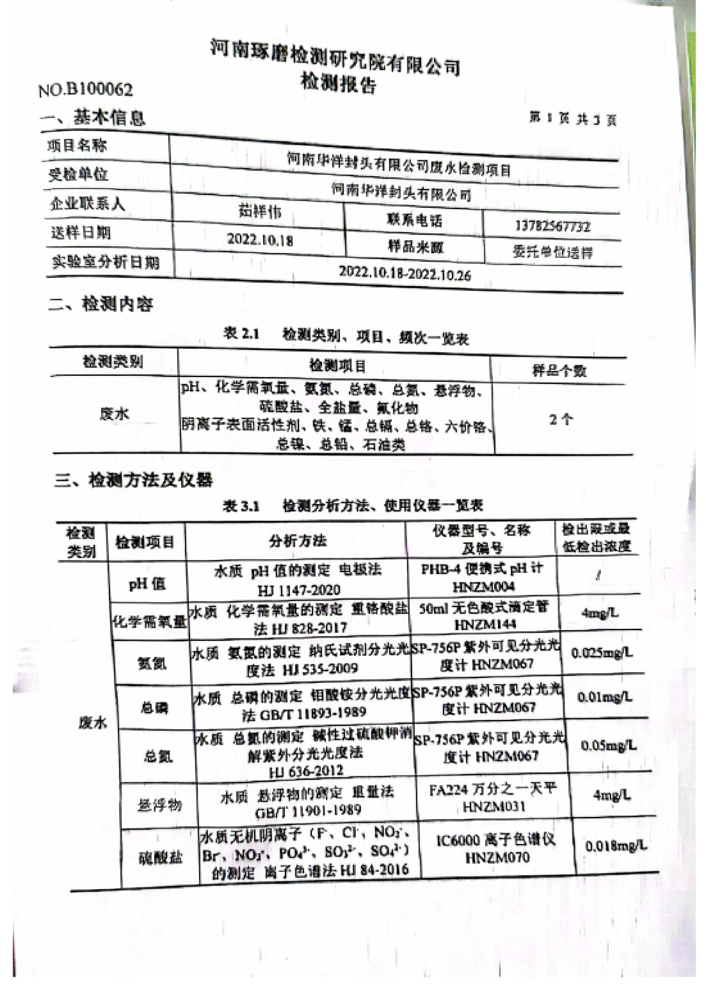 河南琢磨检测研究院有限公司
检测报告
NO.B100062
一、基本信息
第 1 页 共 3 页
项目名称 河南华洋封头有限公司废水检测项目
受检单位 河南华洋封头有限公司
企业联系人 茹祥伟 联系电话 13782567732
送样日期 2022.10.18 样品来源 委托单位送样
实验室分析日期 2022.10.18-2022.10.26
二、检测内容
表 2.1 检测类别、项目、频次一览表
检测类别 检测项目 样品个数
pH、化学需氧量、氨氮、总磷、总氮、悬浮物、
硫酸盐、全盐量、氟化物
废水 2 个
阴离子表面活性剂、铁、锰、总镉、总铬、六价铬、
总镍、总铅、石油类
三、检测方法及仪器
表 3.1 检测分析方法、使用仪器一览表
检测 仪器型号、名称 检出限或最
类别 检测项目 分析方法 及编号 低检出浓度
水质 pH 值的测定 电极法 PHB-4 便携式 pH 计 /
pH 值 HJ 1147-2020 HNZM004
水质 化学需氧量的测定 重铬酸盐 50ml 无色酸式滴定管 4mg/L
化学需氧量 法 HJ 828-2017 HNZM144
水质 氨氮的测定 纳氏试剂分光光 SP-756P 紫外可见分光光 0.025mg/L
氨氮 度法 HJ 535-2009 度计 HNZM067
水质 总磷的测定 钼酸铵分光光度 SP-756P 紫外可见分光光 0.01mg/L
总磷 法 GB/T 11893-1989 度计 HNZM067
废水
水质 总氮的测定 碱性过硫酸钾消 SP-756P 紫外可见分光光 0.05mg/L
总氮 解紫外分光光度法 度计 HNZM067
HJ 636-2012
水质 悬浮物的测定 重量法 FA224 万分之一天平 4mg/L
悬浮物 GB/T 11901-1989 HNZM031
水质无机阴离子（F⁻、Cl⁻、NO₂⁻、 IC6000 离子色谱仪
硫酸盐 Br⁻、NO₃⁻、PO₄³⁻、SO₃²⁻、SO₄²⁻） HNZM070 0.018mg/L
的测定 离子色谱法 HJ 84-2016